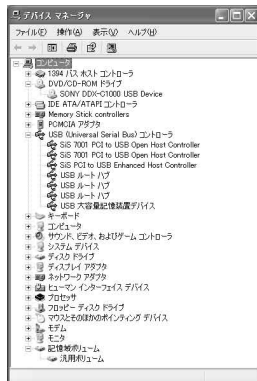 デバイス マネージャ
ファイル(F) 操作(A) 表示(V) ヘルプ(H)
コンピュータ
1394 バス ホスト コントローラ
DVD/CD-ROM ドライブ
SONY DDX-G1000 USB Device
IDE ATA/ATAPI コントローラ
Memory Stick controllers
PCMCIA アダプタ
USB (Universal Serial Bus) コントローラ
SiS 7001 PCI to USB Open Host Controller
SiS 7001 PCI to USB Open Host Controller
SiS PCI to USB Enhanced Host Controller
USB ルート ハブ
USB ルート ハブ
USB ルート ハブ
USB 大容量記憶装置デバイス
キーボード
コンピュータ
サウンド、ビデオ、およびゲーム コントローラ
システム デバイス
ディスク ドライブ
ディスプレイ アダプタ
ネットワーク アダプタ
ヒューマン インターフェイス デバイス
プロセッサ
フロッピー ディスク ドライブ
マウスとそのほかのポインティング デバイス
モデム
モニタ
記憶域ボリューム
汎用ボリューム